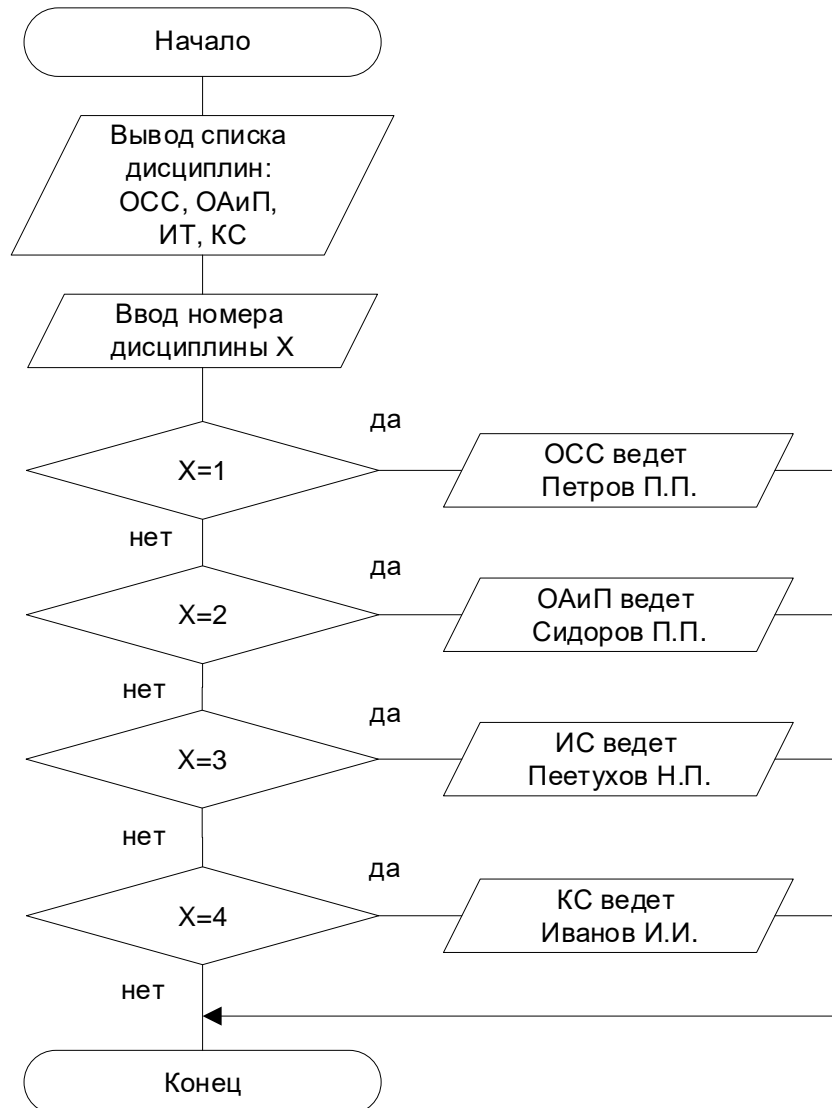 Начало
Вывод списка
дисциплин:
ОСС, ОАиП,
ИТ, КС
Ввод номера
дисциплины X
X=1
да
ОСС ведет
Петров П.П.
нет
X=2
да
ОАиП ведет
Сидоров П.П.
нет
X=3
да
ИС ведет
Пеетухов Н.П.
нет
X=4
да
КС ведет
Иванов И.И.
нет
Конец